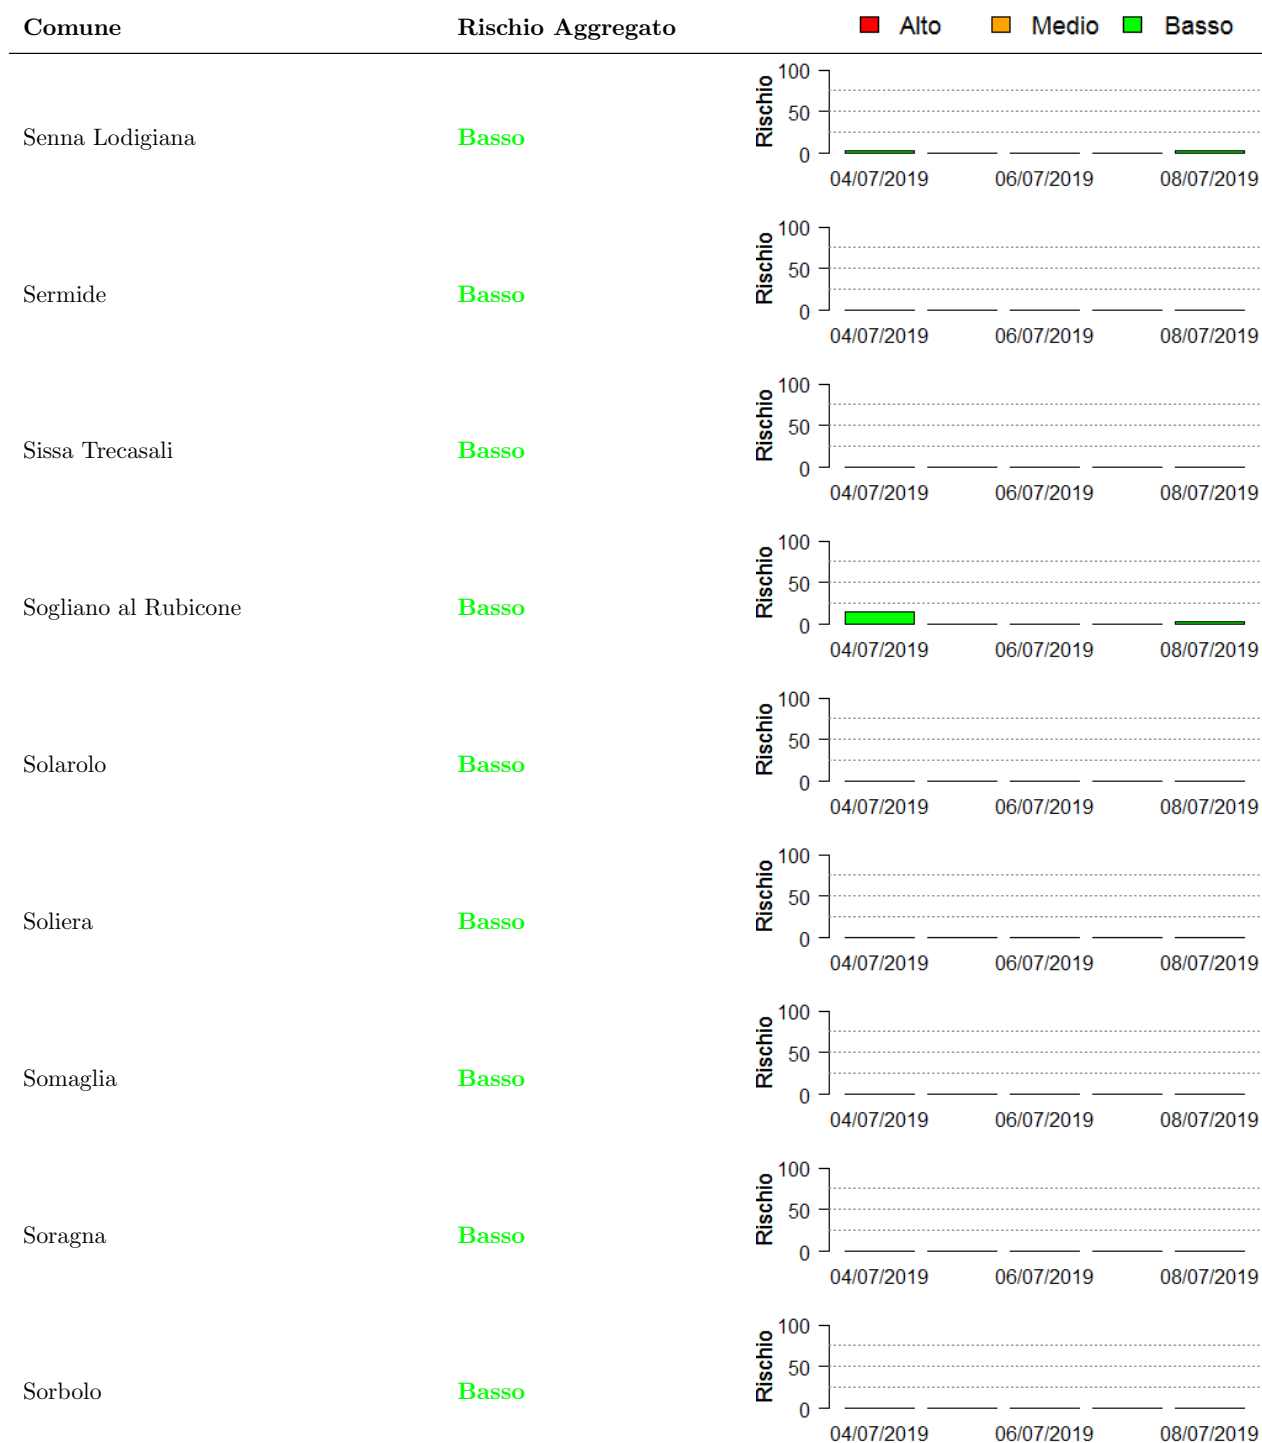 Comune Rischio Aggregato Alto Medio Basso
Senna Lodigiana Basso Rischio 100 50 0
04/07/2019 06/07/2019 08/07/2019
Sermide Basso Rischio 100 50 0
04/07/2019 06/07/2019 08/07/2019
Sissa Trecasali Basso Rischio 100 50 0
04/07/2019 06/07/2019 08/07/2019
Sogliano al Rubicone Basso Rischio 100 50 0
04/07/2019 06/07/2019 08/07/2019
Solarolo Basso Rischio 100 50 0
04/07/2019 06/07/2019 08/07/2019
Soliera Basso Rischio 100 50 0
04/07/2019 06/07/2019 08/07/2019
Somaglia Basso Rischio 100 50 0
04/07/2019 06/07/2019 08/07/2019
Soragna Basso Rischio 100 50 0
04/07/2019 06/07/2019 08/07/2019
Sorbolo Basso Rischio 100 50 0
04/07/2019 06/07/2019 08/07/2019